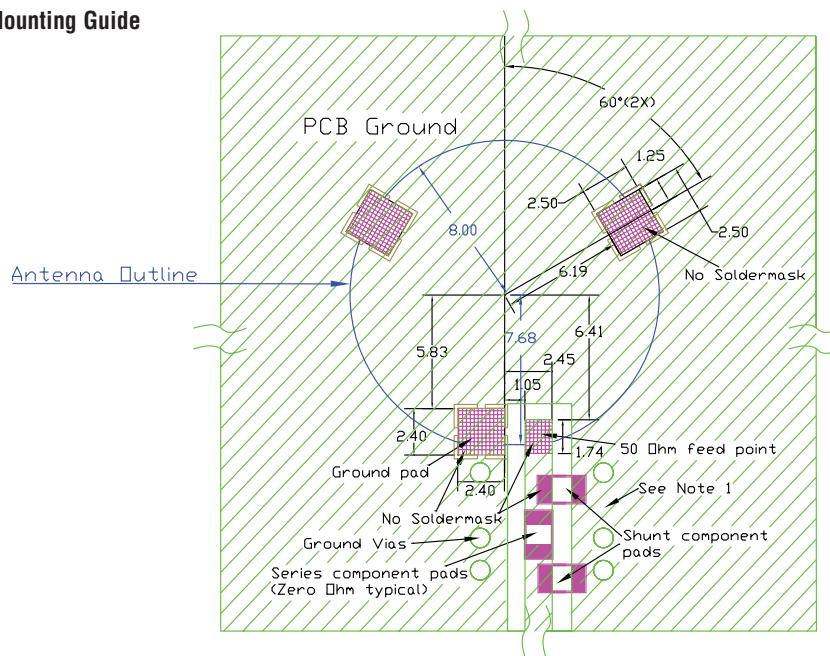 Mounting Guide
60°(2X)
PCB Ground
1.25
2.50
2.50
8.00
No Soldermask
6.19
Antenna Outline
6.41
7.68
5.83
2.45
1.05
2.40
50 Ohm feed point
1.74
Ground pad
2.40
See Note 1
No Soldermask
Shunt component
pads
Ground Vias
Series component pads
(Zero Ohm typical)